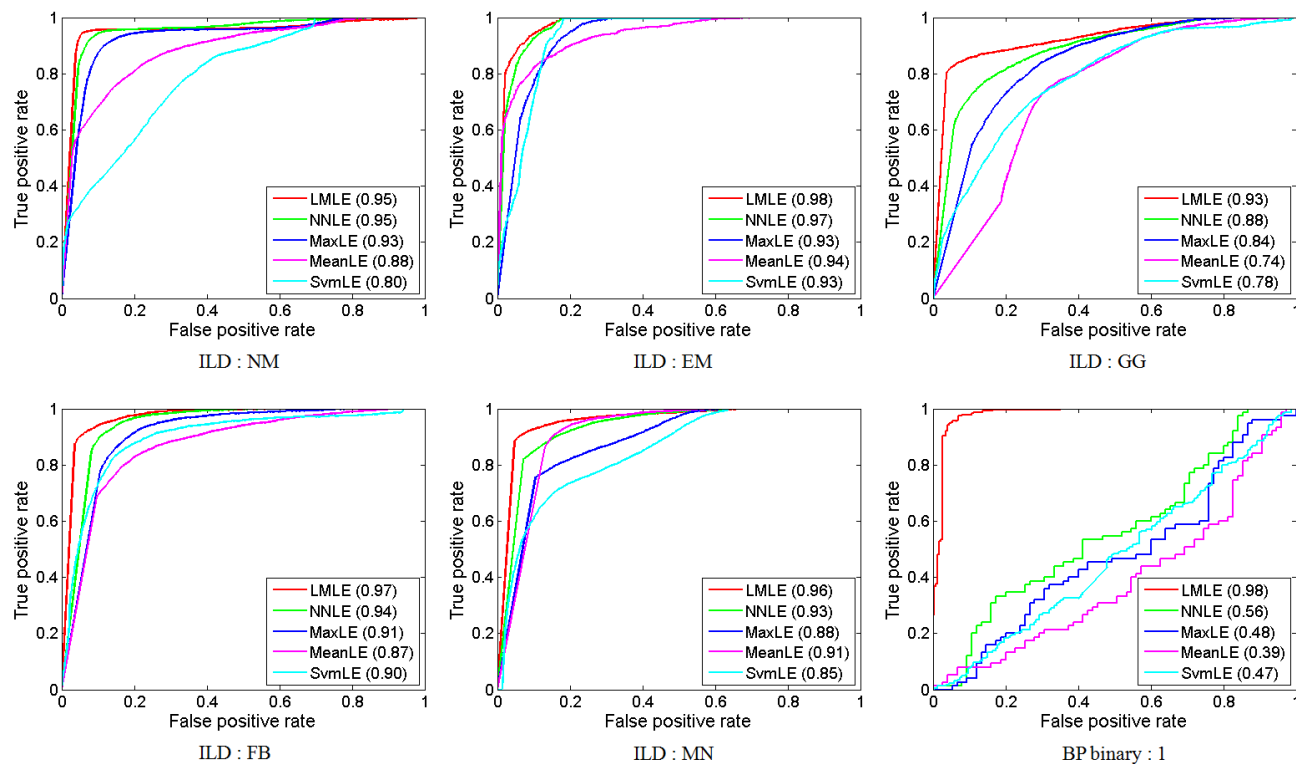 True positive rate
1
0.8
0.6
0.4
0.2
0
LMLE (0.95)
NNLE (0.95)
MaxLE (0.93)
MeanLE (0.88)
SvmLE (0.80)
0 0.2 0.4 0.6 0.8 1
False positive rate
ILD : NM
True positive rate
1
0.8
0.6
0.4
0.2
0
LMLE (0.98)
NNLE (0.97)
MaxLE (0.93)
MeanLE (0.94)
SvmLE (0.93)
0 0.2 0.4 0.6 0.8 1
False positive rate
ILD : EM
True positive rate
1
0.8
0.6
0.4
0.2
0
LMLE (0.93)
NNLE (0.88)
MaxLE (0.84)
MeanLE (0.74)
SvmLE (0.78)
0 0.2 0.4 0.6 0.8 1
False positive rate
ILD : GG
True positive rate
1
0.8
0.6
0.4
0.2
0
LMLE (0.97)
NNLE (0.94)
MaxLE (0.91)
MeanLE (0.87)
SvmLE (0.90)
0 0.2 0.4 0.6 0.8 1
False positive rate
ILD : FB
True positive rate
1
0.8
0.6
0.4
0.2
0
LMLE (0.96)
NNLE (0.93)
MaxLE (0.88)
MeanLE (0.91)
SvmLE (0.85)
0 0.2 0.4 0.6 0.8 1
False positive rate
ILD : MN
True positive rate
1
0.8
0.6
0.4
0.2
0
LMLE (0.98)
NNLE (0.56)
MaxLE (0.48)
MeanLE (0.39)
SvmLE (0.47)
0 0.2 0.4 0.6 0.8 1
False positive rate
BP binary : 1